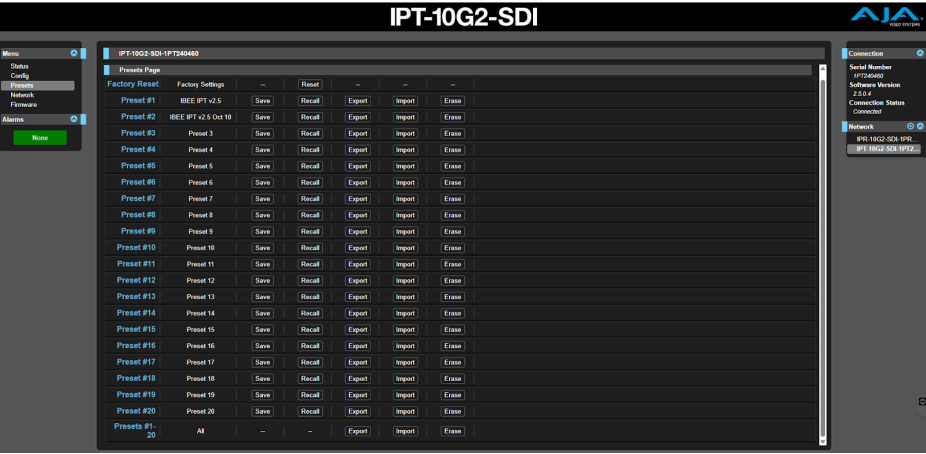 IPT-10G2-SDI
AJA
VIDEO SYSTEMS
Menu
Status
Config
Presets
Network
Firmware
Alarms
None
IPT-10G2-SDI-1PT240460
Presets Page
Factory Reset Factory Settings -- Reset -- -- --
Preset #1 IBEE IPT v2.5 Save Recall Export Import Erase
Preset #2 IBEE IPT v2.5 Oct 10 Save Recall Export Import Erase
Preset #3 Preset 3 Save Recall Export Import Erase
Preset #4 Preset 4 Save Recall Export Import Erase
Preset #5 Preset 5 Save Recall Export Import Erase
Preset #6 Preset 6 Save Recall Export Import Erase
Preset #7 Preset 7 Save Recall Export Import Erase
Preset #8 Preset 8 Save Recall Export Import Erase
Preset #9 Preset 9 Save Recall Export Import Erase
Preset #10 Preset 10 Save Recall Export Import Erase
Preset #11 Preset 11 Save Recall Export Import Erase
Preset #12 Preset 12 Save Recall Export Import Erase
Preset #13 Preset 13 Save Recall Export Import Erase
Preset #14 Preset 14 Save Recall Export Import Erase
Preset #15 Preset 15 Save Recall Export Import Erase
Preset #16 Preset 16 Save Recall Export Import Erase
Preset #17 Preset 17 Save Recall Export Import Erase
Preset #18 Preset 18 Save Recall Export Import Erase
Preset #19 Preset 19 Save Recall Export Import Erase
Preset #20 Preset 20 Save Recall Export Import Erase
Presets #1-
20 All -- -- Export Import Erase
Connection
Serial Number
1PT240460
Software Version
2.5.0.4
Connection Status
Connected
Network
IPR-10G2-SDI-1PR...
IPT-10G2-SDI-1PT2...